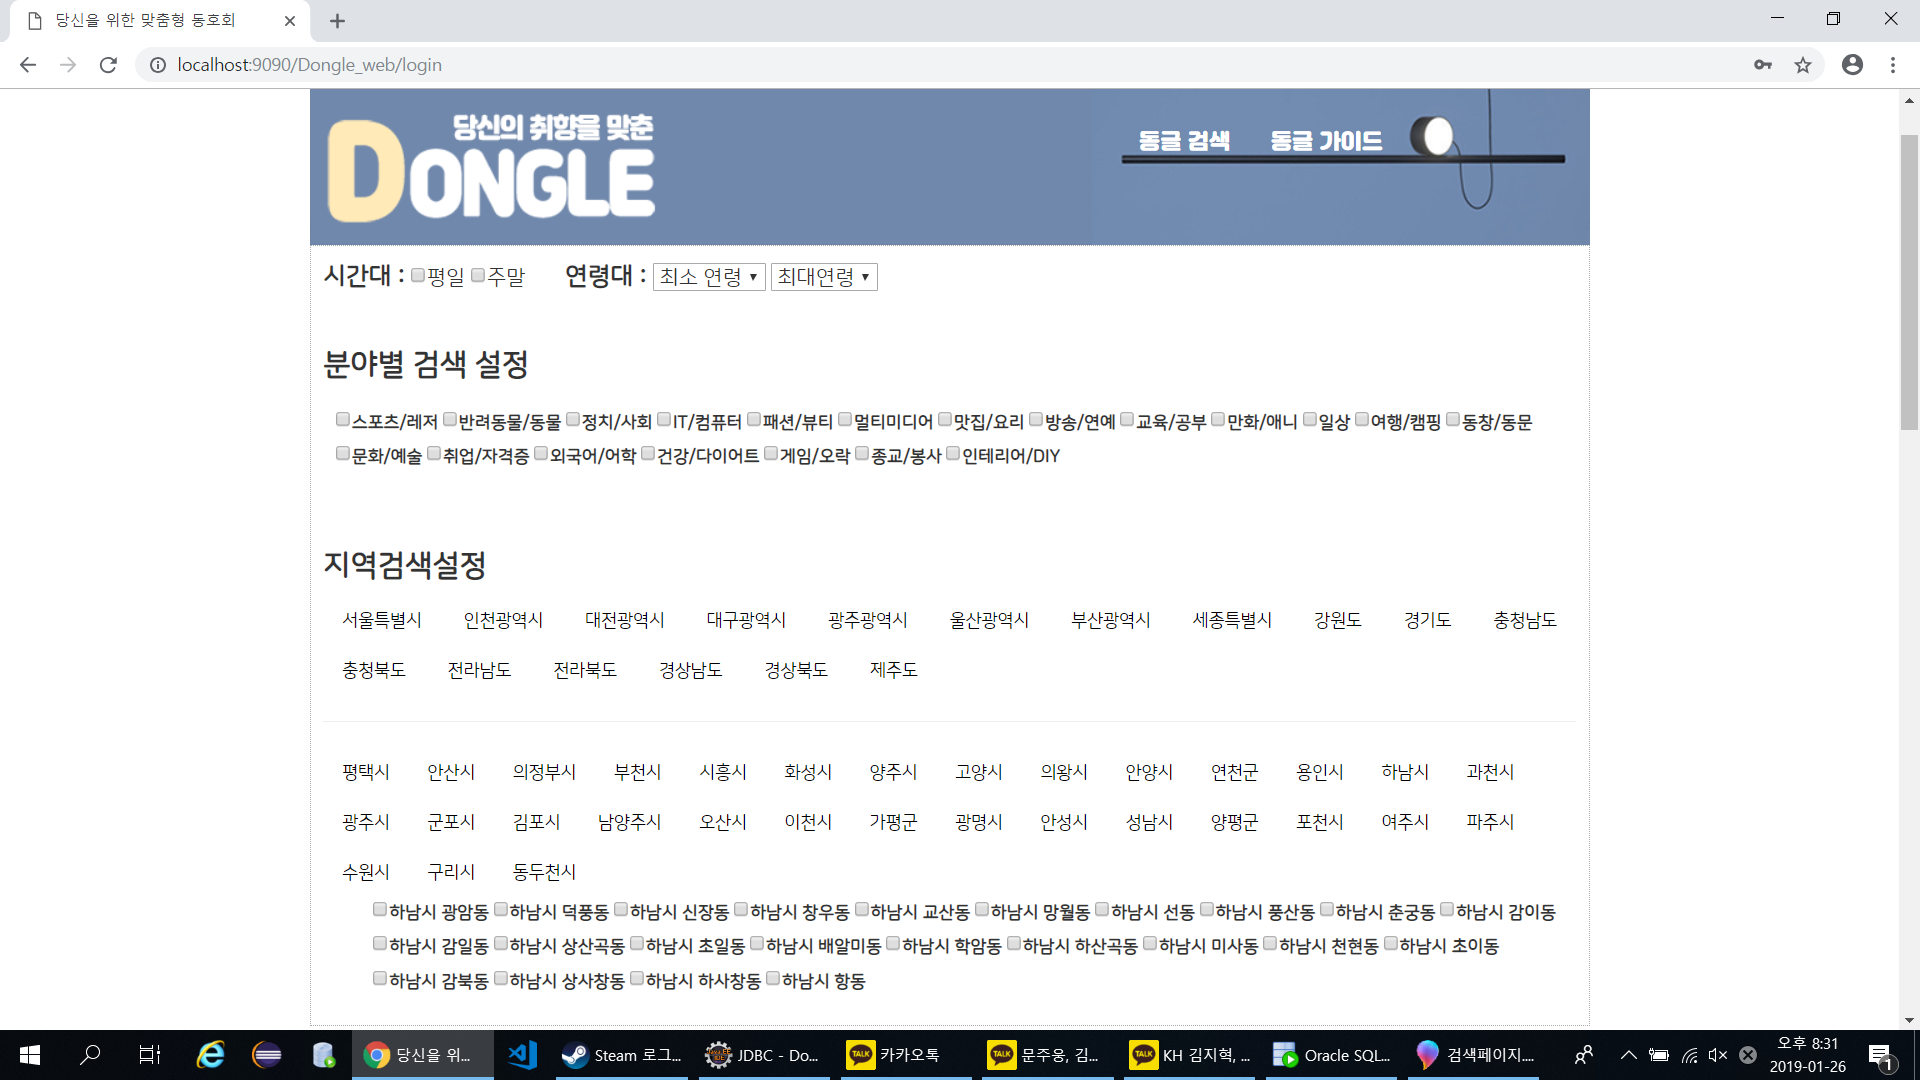 당신을 위한 맞춤형 동호회
localhost:9090/Dongle_web/login
당신의 취향을 맞춘
DONGLE
동글 검색 동글 가이드
시간대 : 평일 주말 연령대 : 최소 연령 최대연령
분야별 검색 설정
스포츠/레저 반려동물/동물 정치/사회 IT/컴퓨터 패션/뷰티 멀티미디어 맛집/요리 방송/연예 교육/공부 만화/애니 일상 여행/캠핑 동창/동문
문화/예술 취업/자격증 외국어/어학 건강/다이어트 게임/오락 종교/봉사 인테리어/DIY
지역검색설정
서울특별시 인천광역시 대전광역시 대구광역시 광주광역시 울산광역시 부산광역시 세종특별시 강원도 경기도 충청남도
충청북도 전라남도 전라북도 경상남도 경상북도 제주도
평택시 안산시 의정부시 부천시 시흥시 화성시 양주시 고양시 의왕시 안양시 연천군 용인시 하남시 과천시
광주시 군포시 김포시 남양주시 오산시 이천시 가평군 광명시 안성시 성남시 양평군 포천시 여주시 파주시
수원시 구리시 동두천시
하남시 광암동 하남시 덕풍동 하남시 신장동 하남시 창우동 하남시 교산동 하남시 망월동 하남시 선동 하남시 풍산동 하남시 춘궁동 하남시 감이동
하남시 감일동 하남시 상산곡동 하남시 초일동 하남시 배알미동 하남시 학암동 하남시 하산곡동 하남시 미사동 하남시 천현동 하남시 초이동
하남시 감북동 하남시 상사창동 하남시 하사창동 하남시 항동
당신을 위... Steam 로그... JDBC - Do... TALK 카카오톡 TALK 문주웅, 김... TALK KH 김지혁, ... Oracle SQL... 검색페이지....
오후 8:31
2019-01-26
1